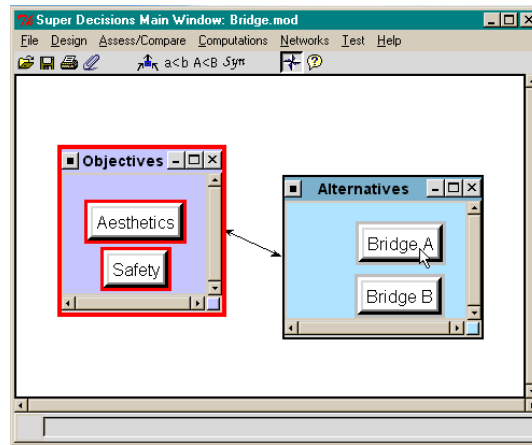 Super Decisions Main Window: Bridge.mod
File Design Assess/Compare Computations Networks Test Help
a<b A<B Syn
Objectives
Aesthetics
Safety
Alternatives
Bridge A
Bridge B